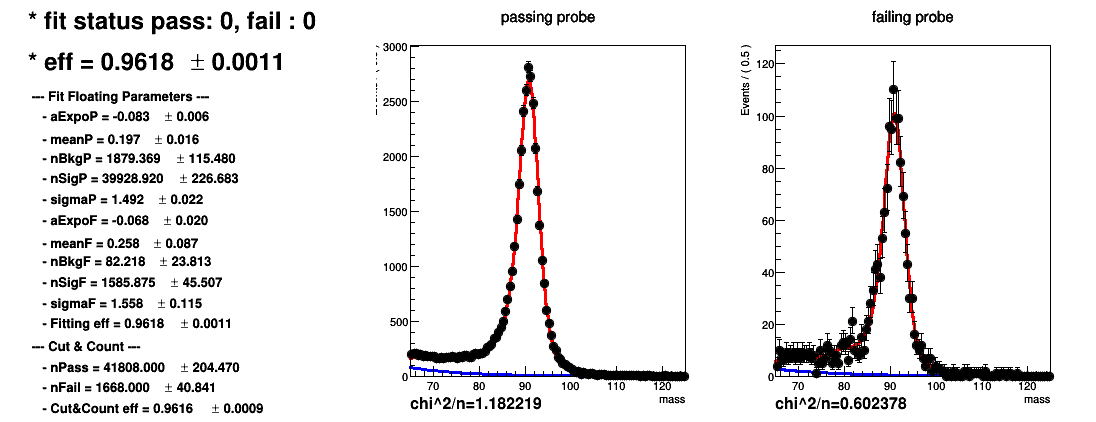 * fit status pass: 0, fail : 0
* eff = 0.9618 ± 0.0011
--- Fit Floating Parameters ---
- aExpoP = -0.083 ± 0.006
- meanP = 0.197 ± 0.016
- nBkgP = 1879.369 ± 115.480
- nSigP = 39928.920 ± 226.683
- sigmaP = 1.492 ± 0.022
- aExpoF = -0.068 ± 0.020
- meanF = 0.258 ± 0.087
- nBkgF = 82.218 ± 23.813
- nSigF = 1585.875 ± 45.507
- sigmaF = 1.558 ± 0.115
- Fitting eff = 0.9618 ± 0.0011
--- Cut & Count ---
- nPass = 41808.000 ± 204.470
- nFail = 1668.000 ± 40.841
- Cut&Count eff = 0.9616 ± 0.0009
passing probe
3000
2500
2000
1500
1000
500
0
70 80 90 100 110 120
mass
chi^2/n=1.182219
failing probe
Events / ( 0.5 )
120
100
80
60
40
20
0
70 80 90 100 110 120
mass
chi^2/n=0.602378